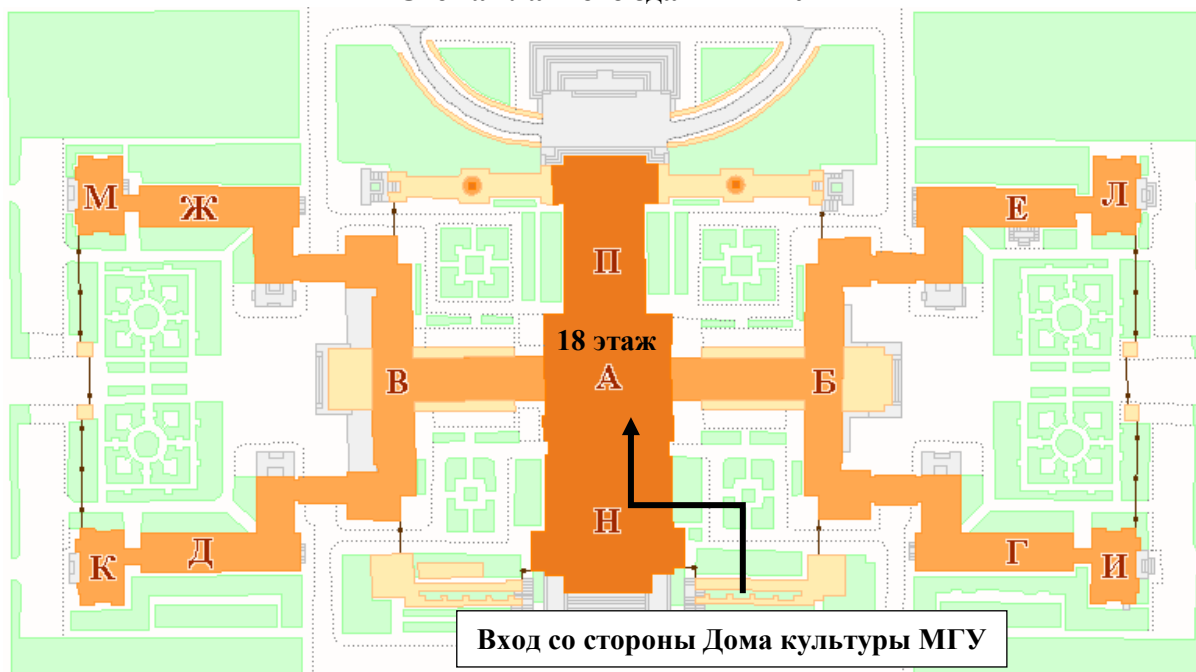 М
Ж
Е
Л
П
18 этаж
В
А
Б
Н
К
Д
Г
И
Вход со стороны Дома культуры МГУ